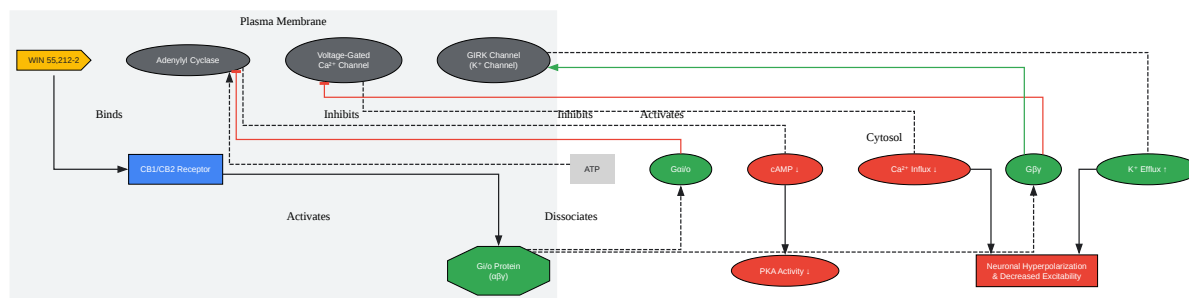 Plasma Membrane
WIN 55,212-2
Adenylyl Cyclase
Voltage-Gated
Ca²⁺ Channel
GIRK Channel
(K⁺ Channel)
Binds
Inhibits
Inhibits
Activates
Cytosol
CB1/CB2 Receptor
ATP
Gαi/o
cAMP ↓
Ca²⁺ Influx ↓
Gβγ
K⁺ Efflux ↑
Activates
Dissociates
Gi/o Protein
(αβγ)
PKA Activity ↓
Neuronal Hyperpolarization
& Decreased Excitability